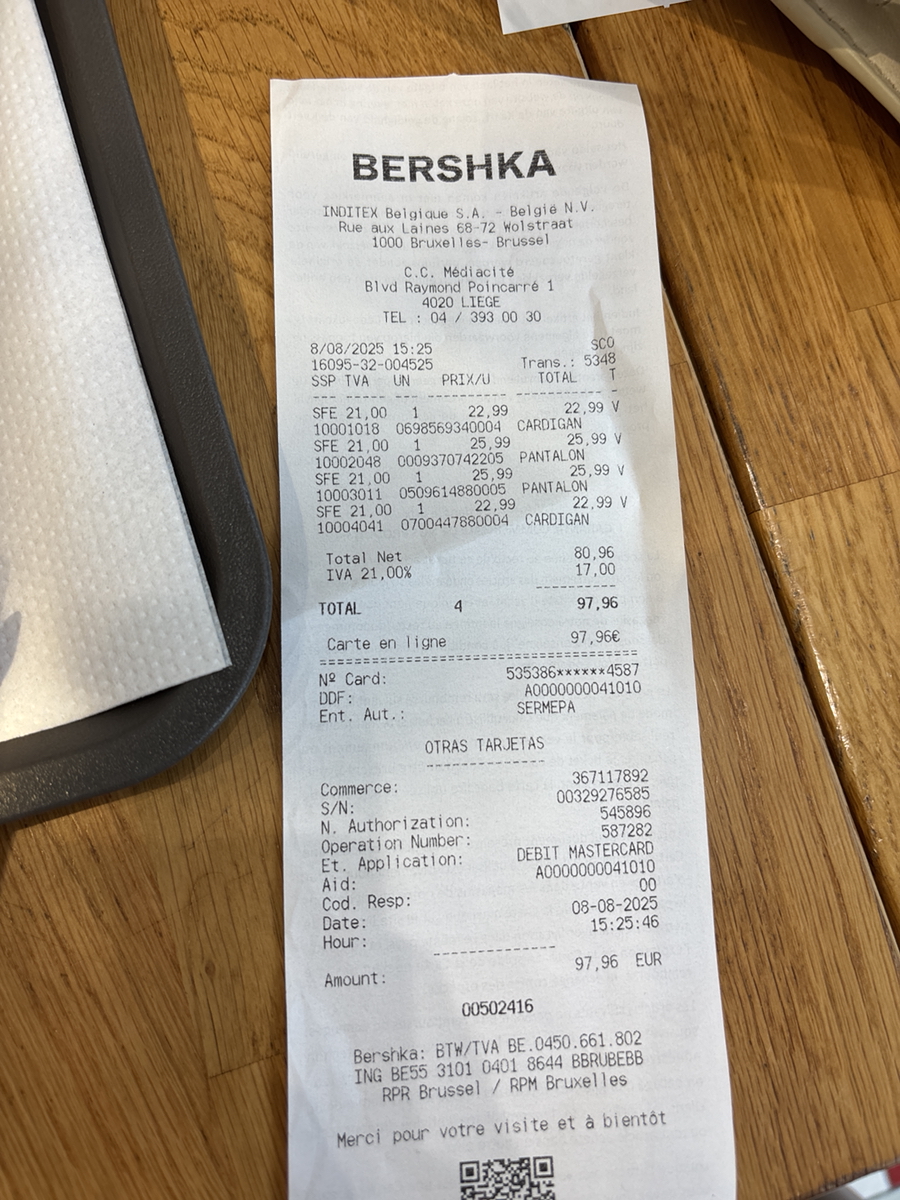 BERSHKA
INDITEX Belgique S.A. - België N.V.
Rue aux Laines 68-72 Wolstraat
1000 Bruxelles- Brussel
C.C. Médiacité
Blvd Raymond Poincarré 1
4020 LIEGE
TEL : 04 / 393 00 30
8/08/2025 15:25 SCO
16095-32-004525 Trans.: 5348
SSP TVA UN PRIX/U TOTAL T
--- ----- -- --------- ---------- -
SFE 21,00 1 22,99 22,99 V
10001018 0698569340004 CARDIGAN
SFE 21,00 1 25,99 25,99 V
10002048 0009370742205 PANTALON
SFE 21,00 1 25,99 25,99 V
10003011 0509614880005 PANTALON
SFE 21,00 1 22,99 22,99 V
10004041 0700447880004 CARDIGAN
Total Net 80,96
IVA 21,00% 17,00
----------
TOTAL 4 97,96
Carte en ligne 97,96€
========================================
Nº Card: 535386******4587
DDF: A0000000041010
Ent. Aut.: SERMEPA
OTRAS TARJETAS
---------------
Commerce: 367117892
S/N: 00329276585
N. Authorization: 545896
Operation Number: 587282
Et. Application: DEBIT MASTERCARD
Aid: A0000000041010
Cod. Resp: 00
Date: 08-08-2025
Hour: 15:25:46
---------------
Amount: 97,96 EUR
00502416
Bershka: BTW/TVA BE.0450.661.802
ING BE55 3101 0401 8644 BBRUBEBB
RPR Brussel / RPM Bruxelles
Merci pour votre visite et à bientôt